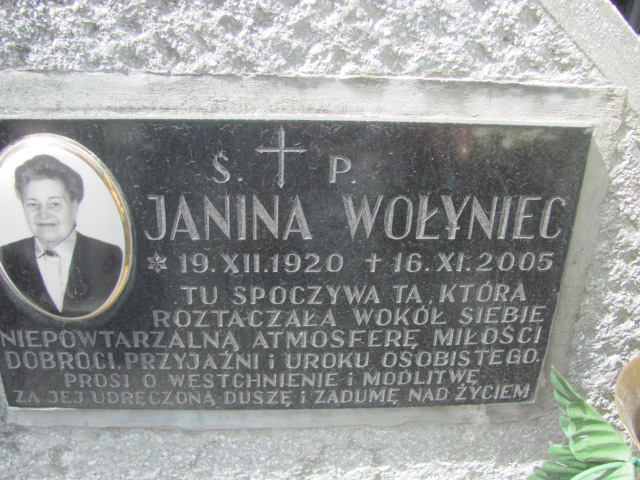 Ś. P.
JANINA WOŁYNIEC
* 19.XII.1920 † 16.XI.2005
TU SPOCZYWA TA, KTÓRA
ROZTACZAŁA WOKÓŁ SIEBIE
NIEPOWTARZALNĄ ATMOSFERĘ MIŁOŚCI
DOBROCI, PRZYJAŹNI i UROKU OSOBISTEGO.
PROSI O WESTCHNIENIE i MODLITWĘ
ZA JEJ UDRĘCZONĄ DUSZĘ i ZADUMĘ NAD ŻYCIEM